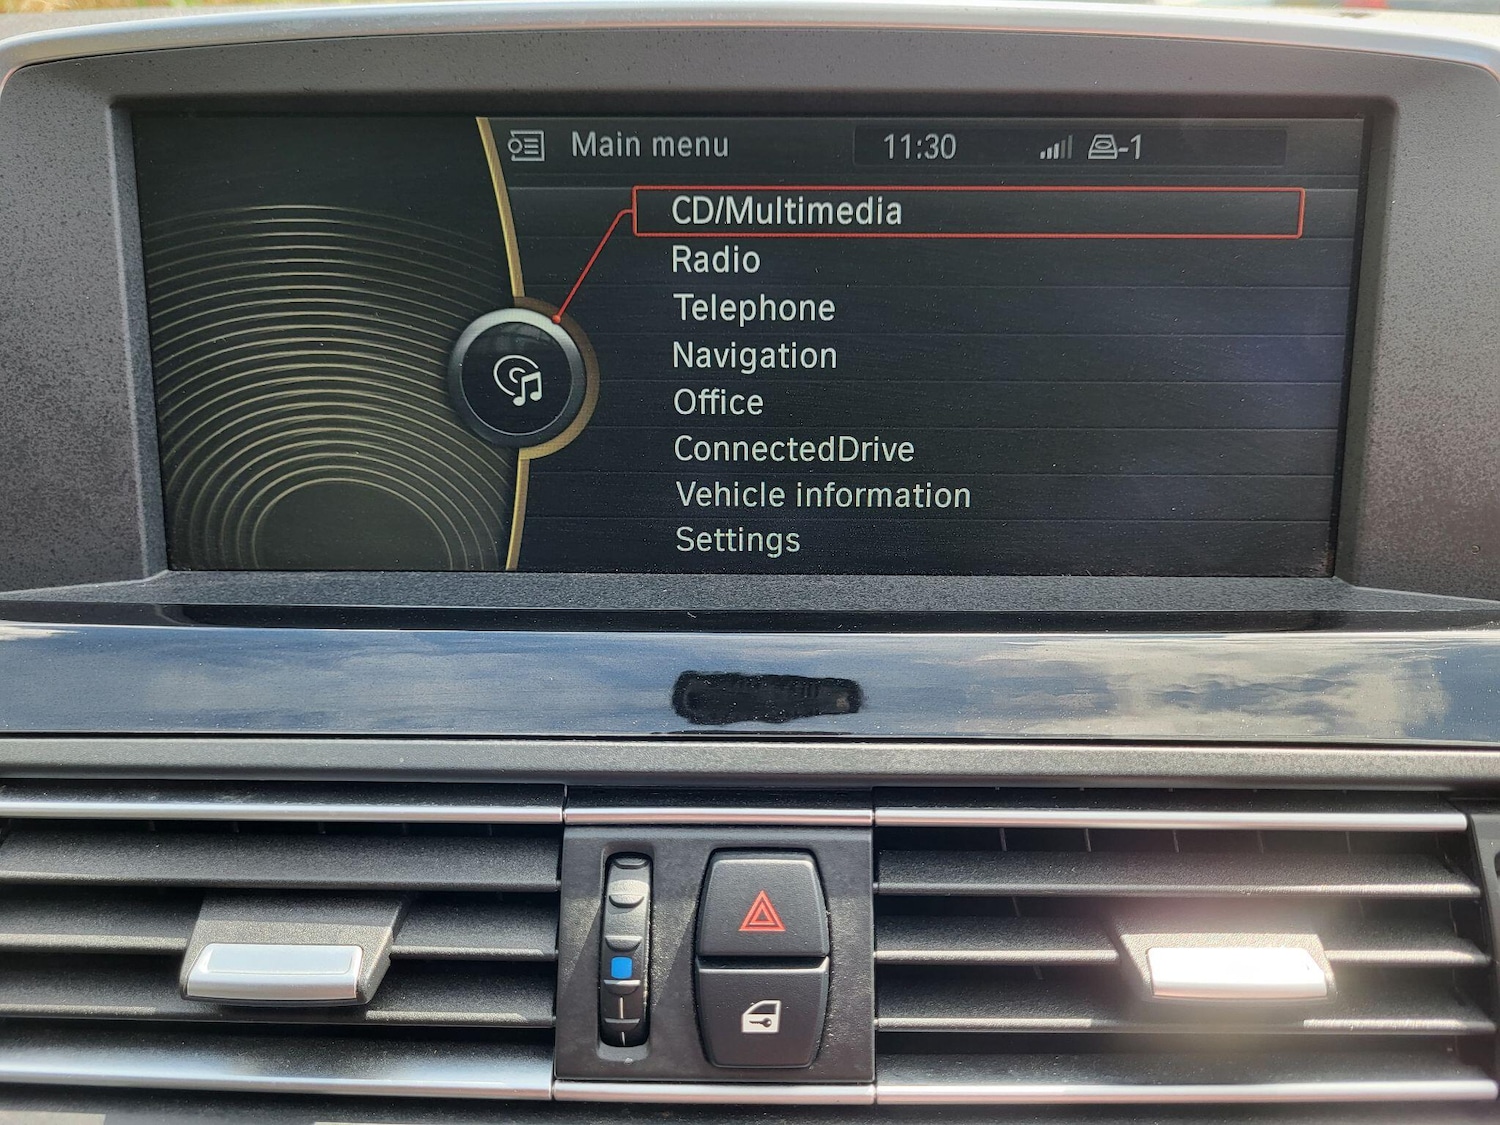 Main menu 11:30 -1
CD/Multimedia
Radio
Telephone
Navigation
Office
ConnectedDrive
Vehicle information
Settings